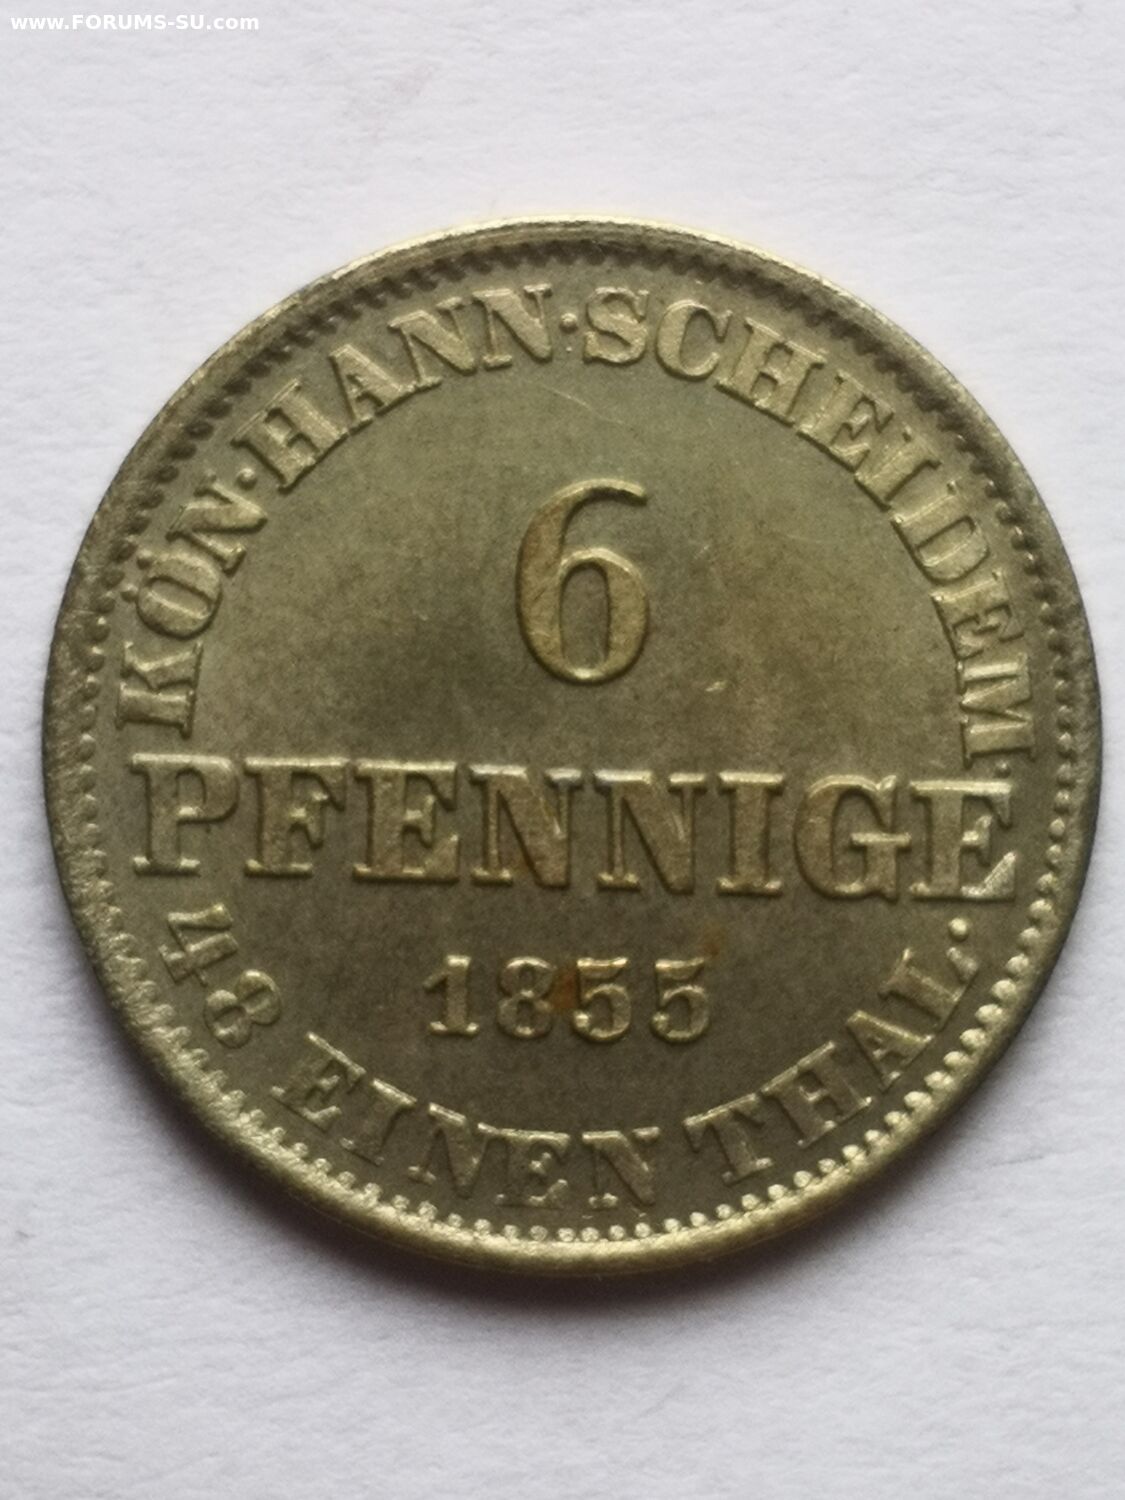 www.FORUMS-SU.com
KÖN·HANN·SCHEIDEM·
6
PFENNIGE
1855
48 EINEN THAL.